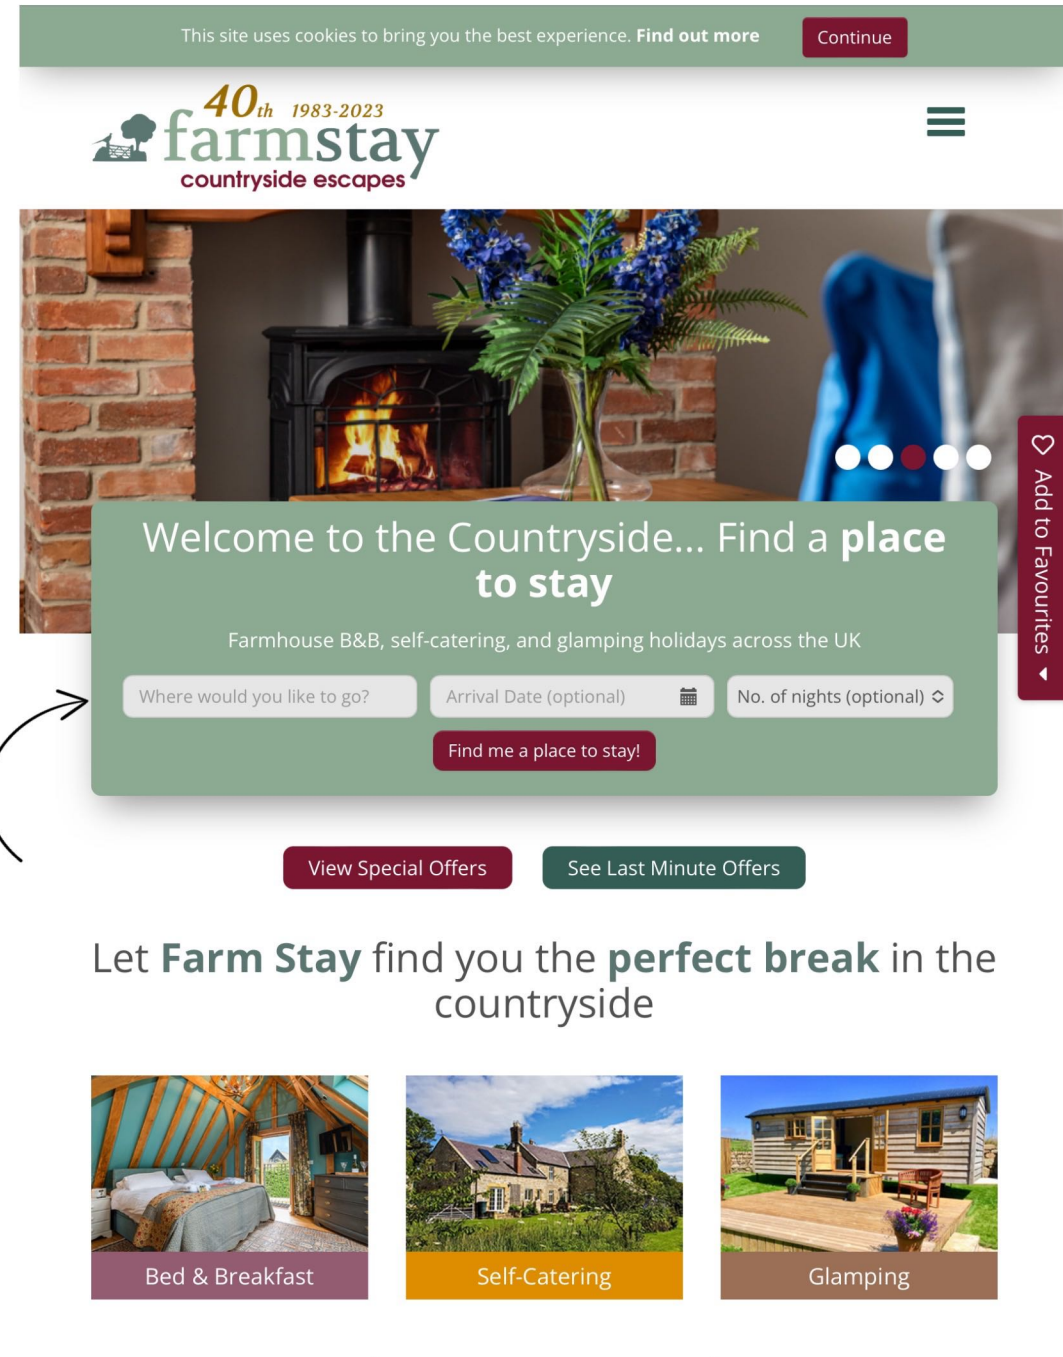 This site uses cookies to bring you the best experience. Find out more
Continue
40th 1983-2023
farmstay
countryside escapes
Add to Favourites
Welcome to the Countryside... Find a place
to stay
Farmhouse B&B, self-catering, and glamping holidays across the UK
Where would you like to go?
Arrival Date (optional)
No. of nights (optional)
Find me a place to stay!
View Special Offers
See Last Minute Offers
Let Farm Stay find you the perfect break in the
countryside
Bed & Breakfast
Self-Catering
Glamping